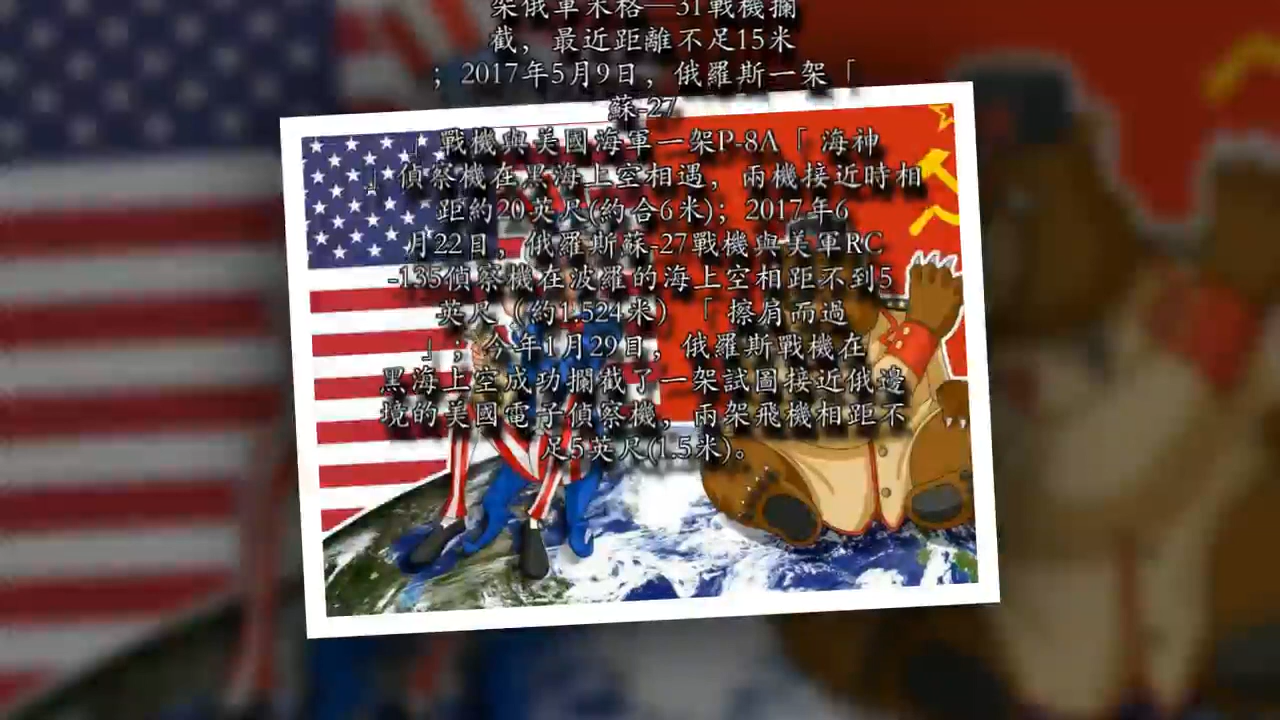 架俄軍米格—31戰機攔
截，最近距離不足15米
；2017年5月9日，俄羅斯一架「
蘇-27
」戰機與美國海軍一架P-8A「海神
」偵察機在黑海上空相遇，兩機接近時相
距約20英尺(約合6米)；2017年6
月22日，俄羅斯蘇-27戰機與美軍RC
-135偵察機在波羅的海上空相距不到5
英尺（約1.524米）「擦肩而過
」；今年1月29日，俄羅斯戰機在
黑海上空成功攔截了一架試圖接近俄邊
境的美國電子偵察機，兩架飛機相距不
足5英尺(1.5米)。